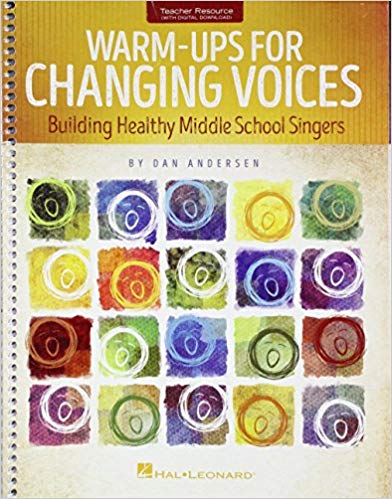 Teacher Resource
(WITH DIGITAL DOWNLOAD)
WARM-UPS FOR
CHANGING VOICES
Building Healthy Middle School Singers
BY DAN ANDERSEN
HAL•LEONARD®